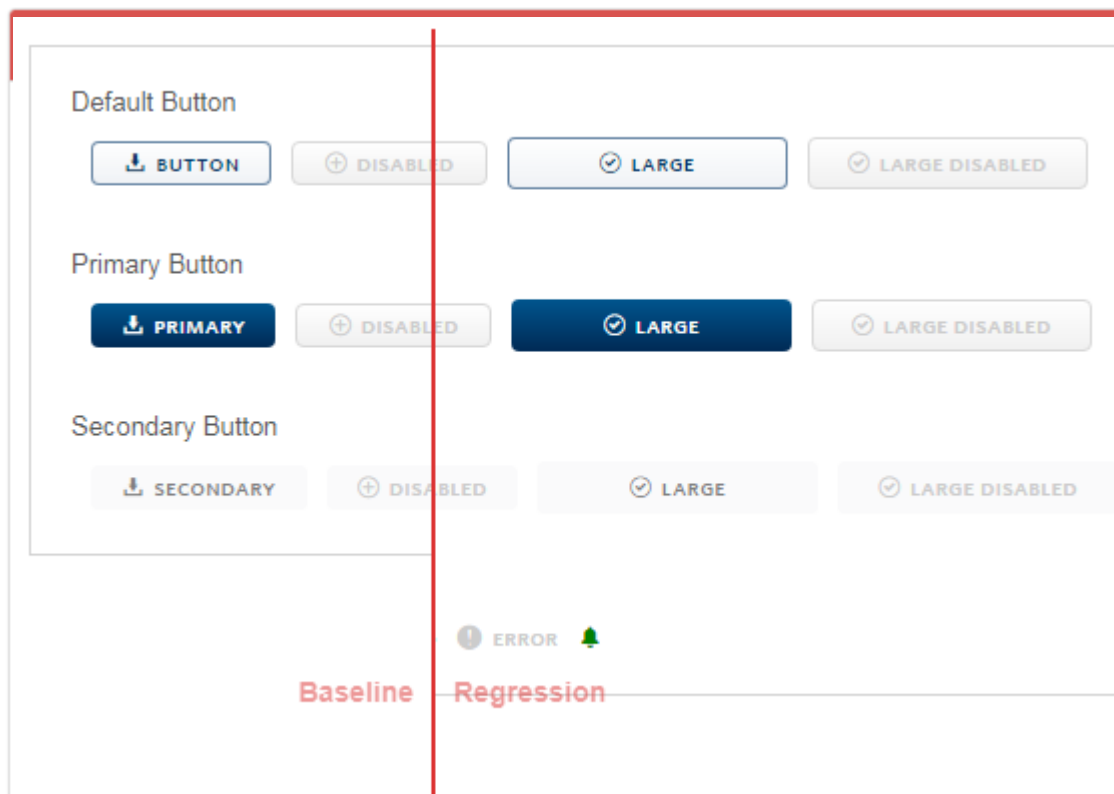 Default Button
BUTTON DISABLED LARGE LARGE DISABLED
Primary Button
PRIMARY DISABLED LARGE LARGE DISABLED
Secondary Button
SECONDARY DISABLED LARGE LARGE DISABLED
ERROR
Baseline Regression